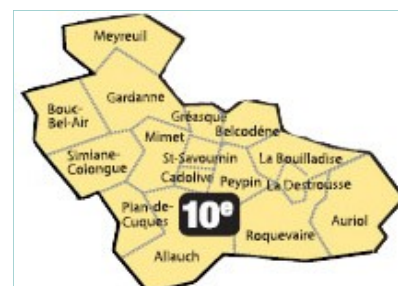 Meyreuil
Gardanne
Bouc-
Bel-Air
Gréasque
Belcodène
Mimet
Simiane-
Colongue
St-Savournin
La Bouilladise
Cadolive
Peypin
La Destrousse
Plan-de-
Cuques
10e
Auriol
Roquevaire
Allauch